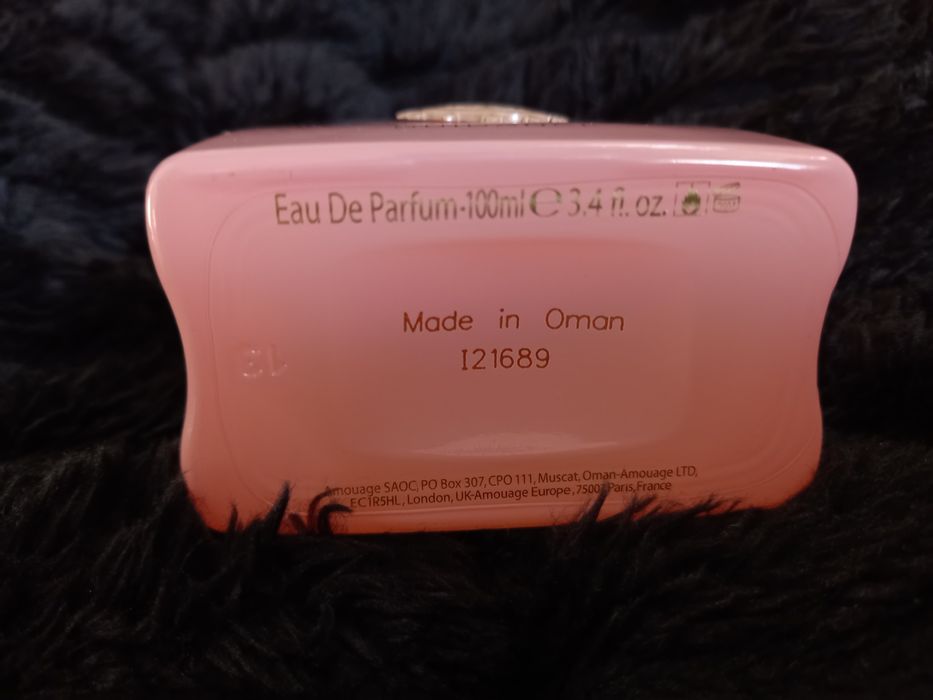 Eau De Parfum·100ml ℮ 3.4 fl. oz.
Made in Oman
I21689
13
Amouage SAOC, PO Box 307, CPO 111, Muscat, Oman-Amouage LTD,
EC1R5HL, London, UK-Amouage Europe, Paris, France